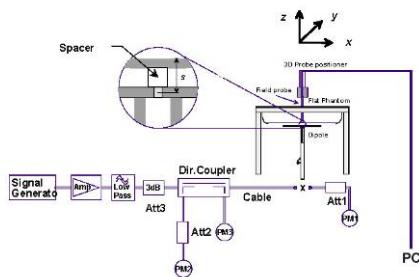 z
y
x
Spacer
s
3D Probe positioner
Field probe
Flat Phantom
Dipole
Signal
Generato
Amp
Low
Pass
3dB
Att3
Dir.Coupler
Cable
x
Att1
PM1
Att2
PM3
PM2
PC